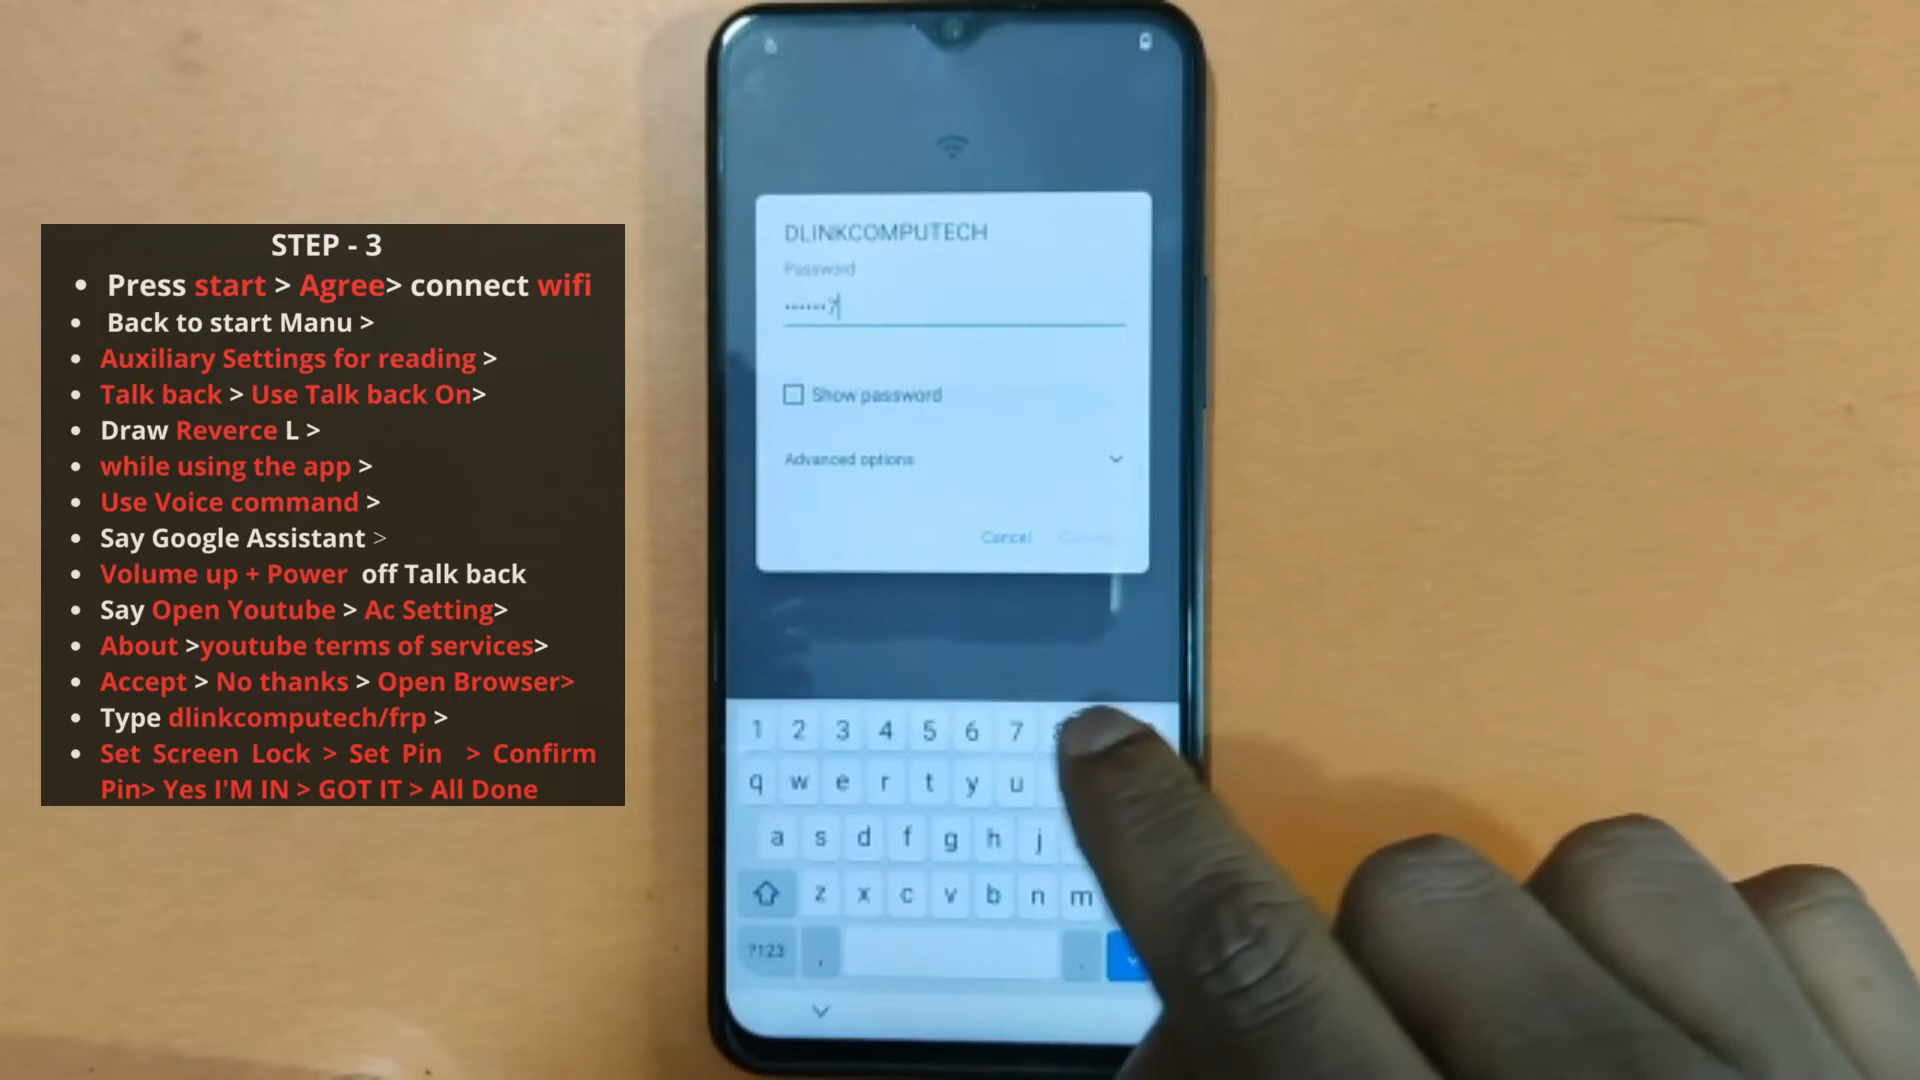 STEP - 3
• Press start > Agree> connect wifi
• Back to start Manu >
• Auxiliary Settings for reading >
• Talk back > Use Talk back On>
• Draw Reverce L >
• while using the app >
• Use Voice command >
• Say Google Assistant >
• Volume up + Power off Talk back
• Say Open Youtube > Ac Setting>
• About >youtube terms of services>
• Accept > No thanks > Open Browser>
• Type dlinkcomputech/frp >
• Set Screen Lock > Set Pin > Confirm
Pin> Yes I'M IN > GOT IT > All Done
DLINKCOMPUTECH
Password
••••••7
Show password
Advanced options
Cancel
1 2 3 4 5 6 7
q w e r t y u
a s d f g h j
z x c v b n m
?123 , .